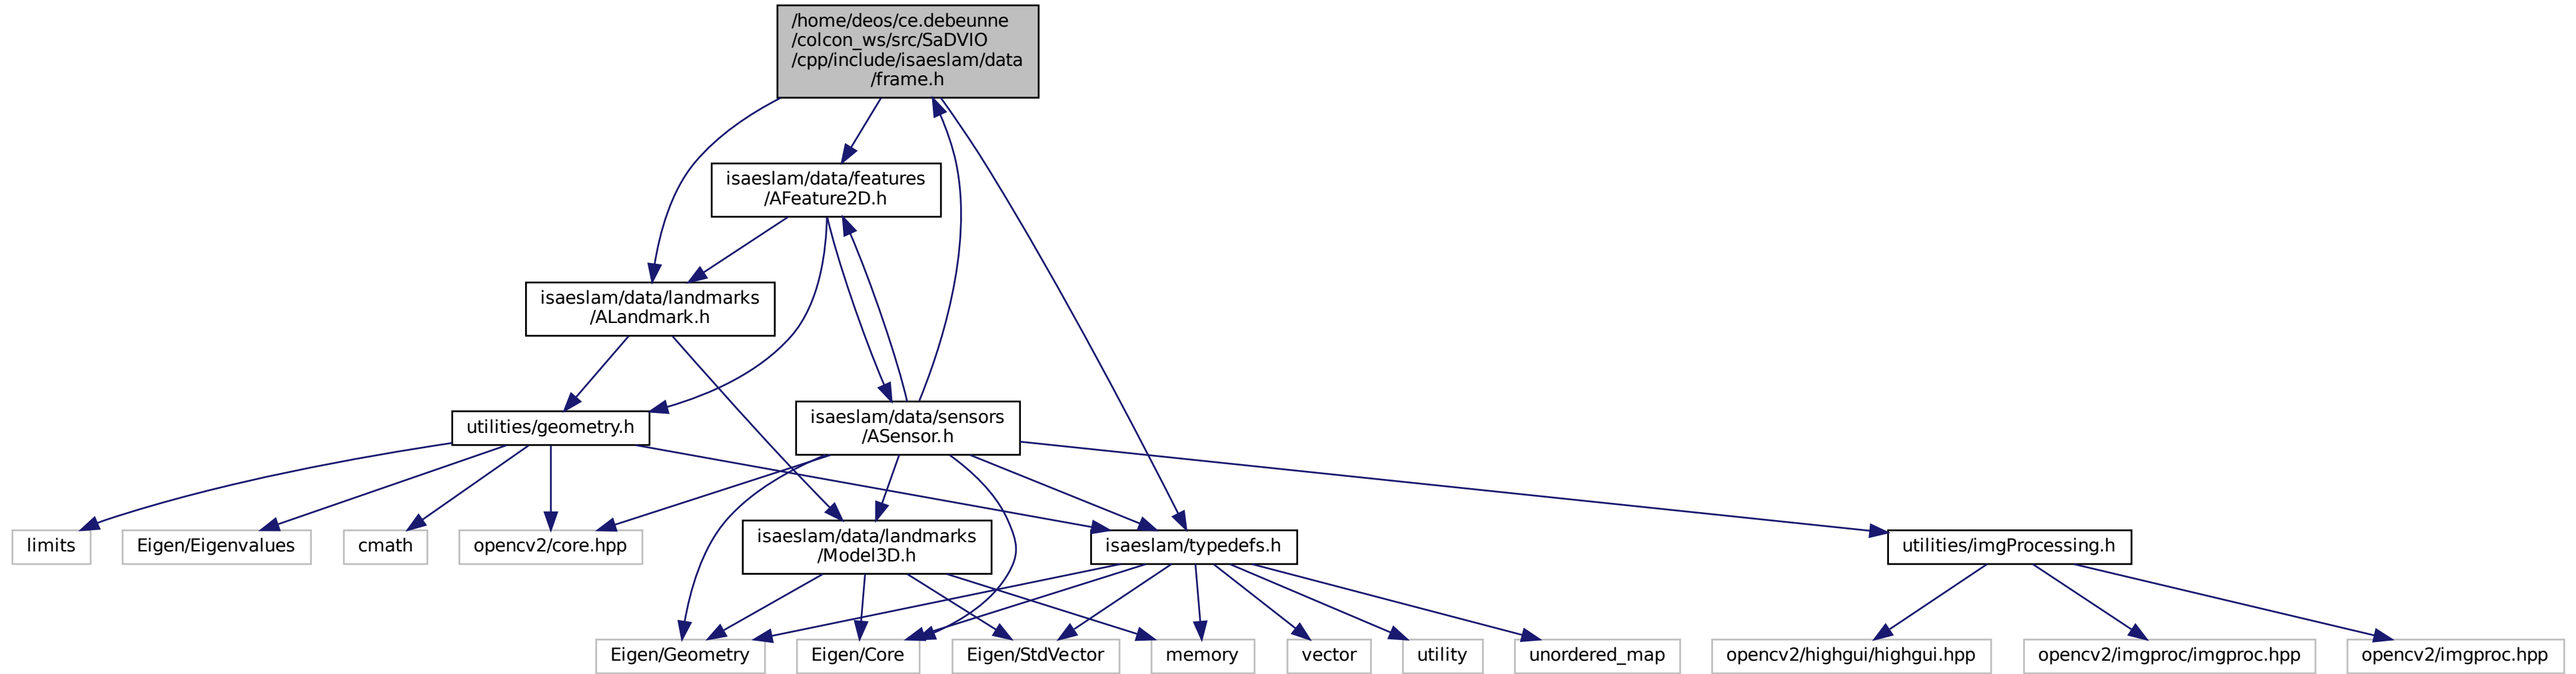 /home/deos/ce.debeunne
/colcon_ws/src/SaDVIO
/cpp/include/isaeslam/data
/frame.h
isaeslam/data/features
/AFeature2D.h
isaeslam/data/landmarks
/ALandmark.h
utilities/geometry.h
isaeslam/data/sensors
/ASensor.h
limits
Eigen/Eigenvalues
cmath
opencv2/core.hpp
isaeslam/data/landmarks
/Model3D.h
isaeslam/typedefs.h
utilities/imgProcessing.h
Eigen/Geometry
Eigen/Core
Eigen/StdVector
memory
vector
utility
unordered_map
opencv2/highgui/highgui.hpp
opencv2/imgproc/imgproc.hpp
opencv2/imgproc.hpp